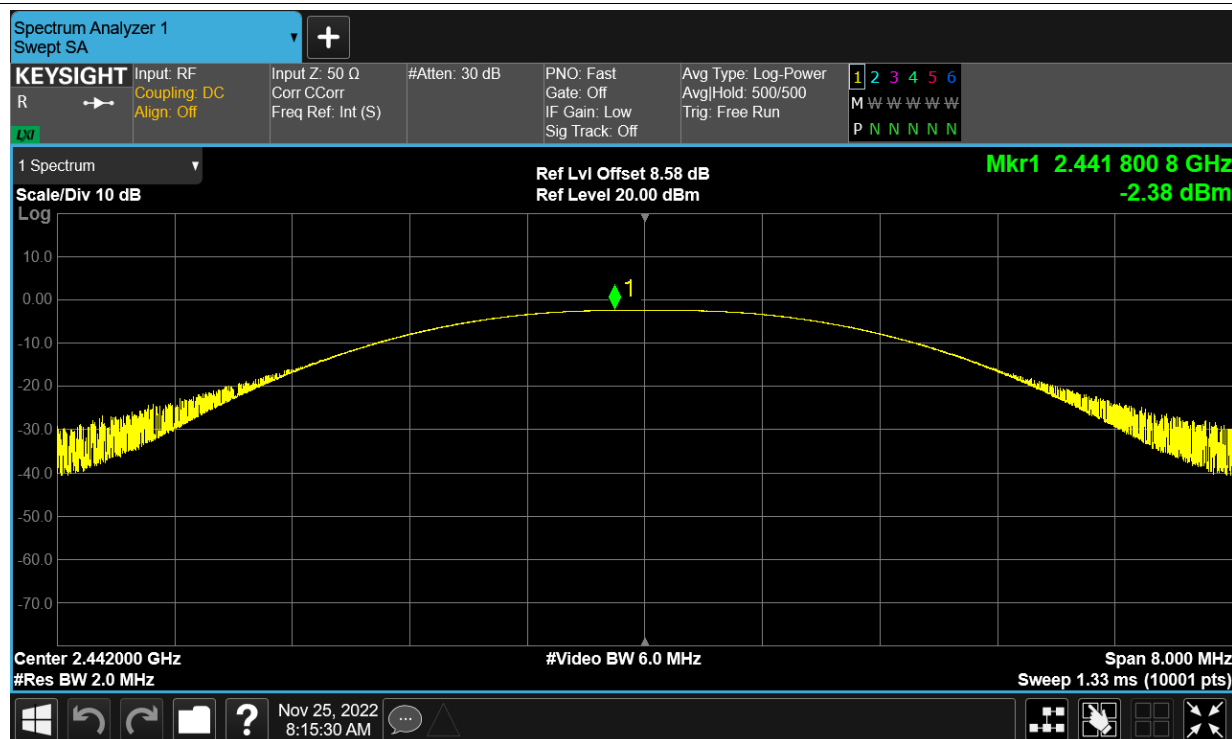 Spectrum Analyzer 1
Swept SA
KEYSIGHT
R
LXI
Input: RF
Coupling: DC
Align: Off
Input Z: 50 Ω
Corr CCorr
Freq Ref: Int (S)
#Atten: 30 dB
PNO: Fast
Gate: Off
IF Gain: Low
Sig Track: Off
Avg Type: Log-Power
Avg|Hold: 500/500
Trig: Free Run
1 2 3 4 5 6
M W W W W W
P N N N N N
1 Spectrum
Scale/Div 10 dB
Log
Ref Lvl Offset 8.58 dB
Ref Level 20.00 dBm
Mkr1 2.441 800 8 GHz
-2.38 dBm
10.0
0.00
-10.0
-20.0
-30.0
-40.0
-50.0
-60.0
-70.0
1
Center 2.442000 GHz
#Res BW 2.0 MHz
#Video BW 6.0 MHz
Span 8.000 MHz
Sweep 1.33 ms (10001 pts)
?
Nov 25, 2022
8:15:30 AM